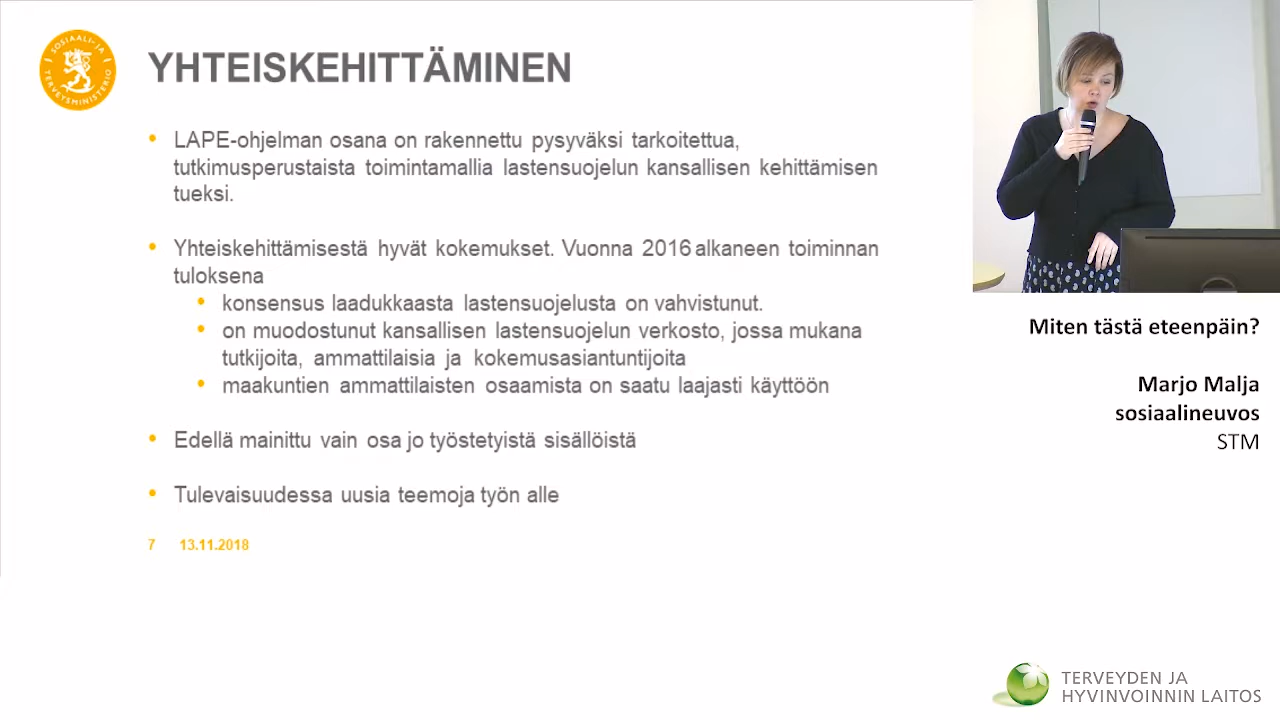 SOSIAALI- JA TERVEYSMINISTERIÖ
YHTEISKEHITTÄMINEN
• LAPE-ohjelman osana on rakennettu pysyväksi tarkoitettua,
tutkimusperustaista toimintamallia lastensuojelun kansallisen kehittämisen
tueksi.
• Yhteiskehittämisestä hyvät kokemukset. Vuonna 2016 alkaneen toiminnan
tuloksena
• konsensus laadukkaasta lastensuojelusta on vahvistunut.
• on muodostunut kansallisen lastensuojelun verkosto, jossa mukana
tutkijoita, ammattilaisia ja kokemusasiantuntijoita
• maakuntien ammattilaisten osaamista on saatu laajasti käyttöön
• Edellä mainittu vain osa jo työstetyistä sisällöistä
• Tulevaisuudessa uusia teemoja työn alle
7 13.11.2018
Miten tästä eteenpäin?
Marjo Malja
sosiaalineuvos
STM
TERVEYDEN JA
HYVINVOINNIN LAITOS